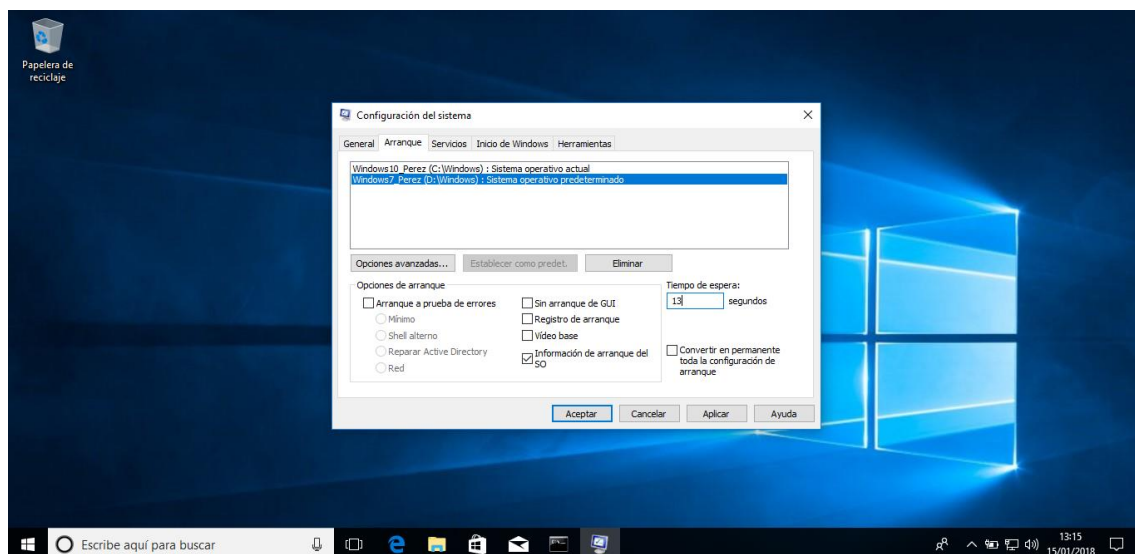 Papelera de
reciclaje
Configuración del sistema
General Arranque Servicios Inicio de Windows Herramientas
Windows10_Perez (C:\Windows) : Sistema operativo actual
Windows7_Perez (D:\Windows) : Sistema operativo predeterminado
Opciones avanzadas... Establecer como predet. Eliminar
Opciones de arranque
Arranque a prueba de errores
Mínimo
Shell alterno
Reparar Active Directory
Red
Sin arranque de GUI
Registro de arranque
Vídeo base
Información de arranque del
SO
Tiempo de espera:
13 segundos
Convertir en permanente
toda la configuración de
arranque
Aceptar Cancelar Aplicar Ayuda
Escribe aquí para buscar
13:15
15/01/2018